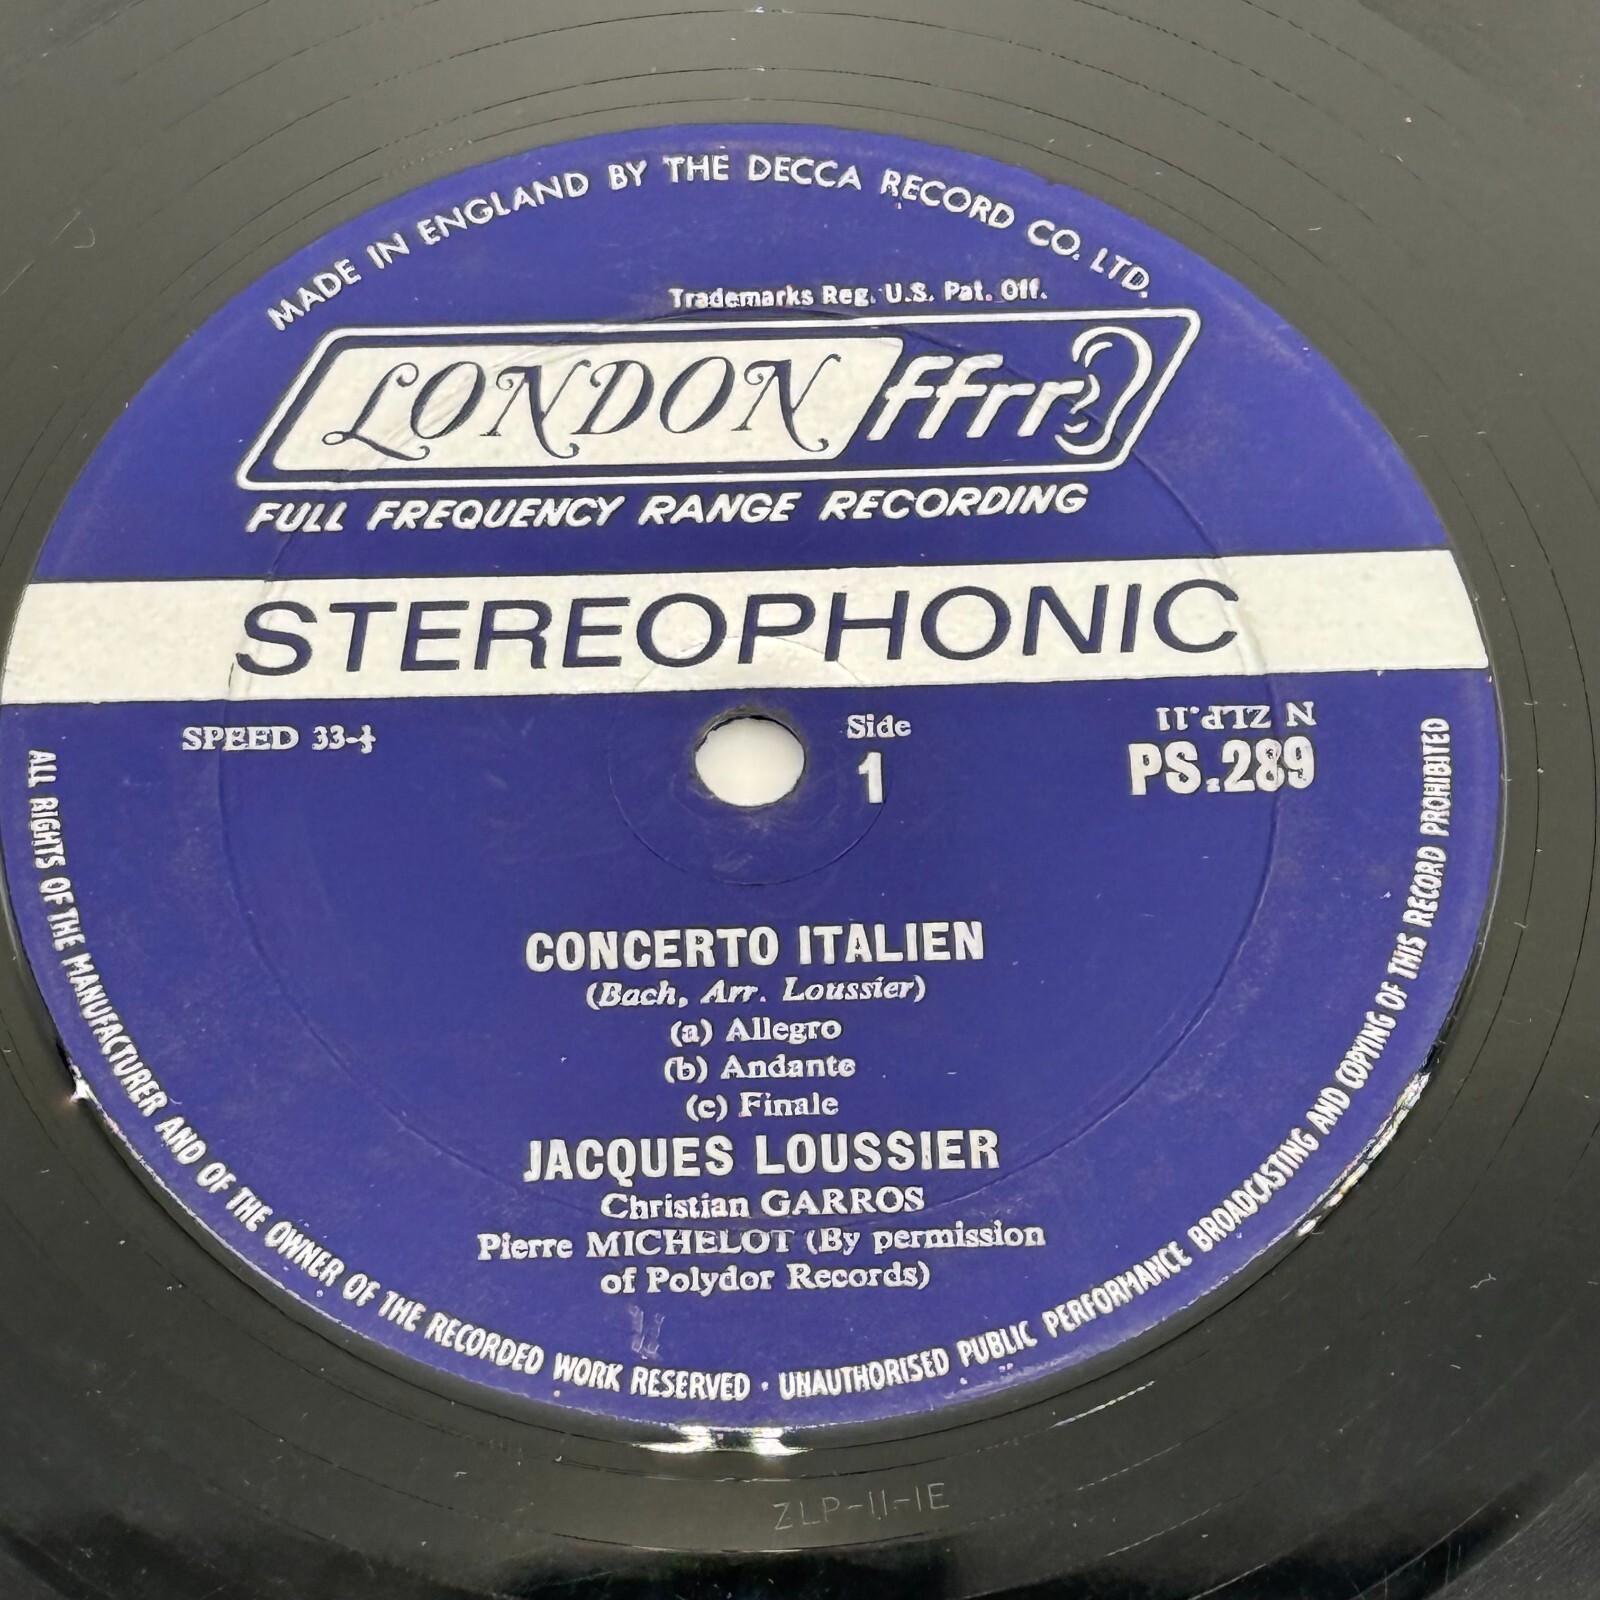 MADE IN ENGLAND BY THE DECCA RECORD CO. LTD.
Trademarks Reg. U.S. Pat. Off.
LONDON ffrr
FULL FREQUENCY RANGE RECORDING
STEREOPHONIC
SPEED 33-⅓
Side
1
N ZLP.11
PS.289
CONCERTO ITALIEN
(Bach, Arr. Loussier)
(a) Allegro
(b) Andante
(c) Finale
JACQUES LOUSSIER
Christian GARROS
Pierre MICHELOT (By permission
of Polydor Records)
ALL RIGHTS OF THE MANUFACTURER AND OF THE OWNER OF THE RECORDED WORK RESERVED · UNAUTHORISED PUBLIC PERFORMANCE BROADCASTING AND COPYING OF THIS RECORD PROHIBITED
ZLP-11-1E